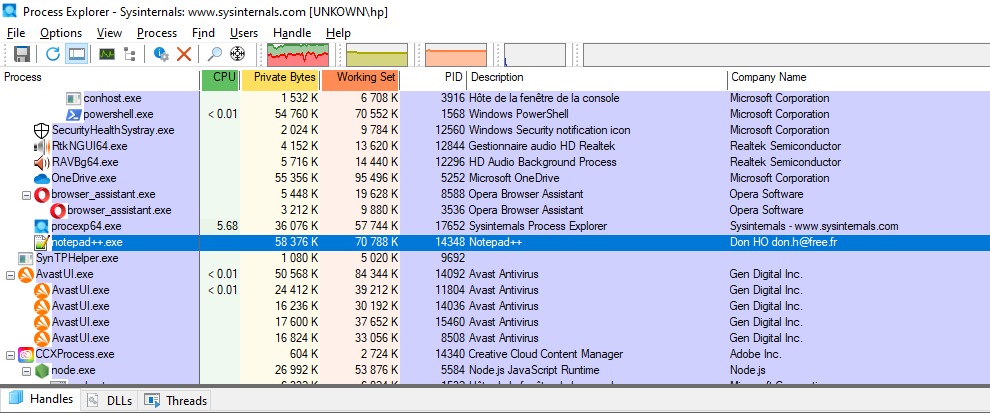 Process Explorer - Sysinternals: www.sysinternals.com [UNKOWN\hp]
File Options View Process Find Users Handle Help
Process CPU Private Bytes Working Set PID Description Company Name
conhost.exe 1 532 K 6 708 K 3916 Hôte de la fenêtre de la console Microsoft Corporation
powershell.exe < 0.01 54 760 K 70 552 K 1568 Windows PowerShell Microsoft Corporation
SecurityHealthSystray.exe 2 024 K 9 784 K 12560 Windows Security notification icon Microsoft Corporation
RtkNGUI64.exe 4 152 K 13 620 K 12844 Gestionnaire audio HD Realtek Realtek Semiconductor
RAVBg64.exe 5 716 K 14 440 K 12296 HD Audio Background Process Realtek Semiconductor
OneDrive.exe 55 356 K 95 496 K 5252 Microsoft OneDrive Microsoft Corporation
browser_assistant.exe 5 448 K 19 628 K 8588 Opera Browser Assistant Opera Software
browser_assistant.exe 3 212 K 9 880 K 3536 Opera Browser Assistant Opera Software
procexp64.exe 5.68 36 076 K 57 744 K 17652 Sysinternals Process Explorer Sysinternals - www.sysinternals.com
notepad++.exe 58 376 K 70 788 K 14348 Notepad++ Don HO don.h@free.fr
SynTPHelper.exe 1 080 K 5 020 K 9692
AvastUI.exe < 0.01 50 568 K 84 344 K 14092 Avast Antivirus Gen Digital Inc.
AvastUI.exe < 0.01 24 412 K 39 212 K 11804 Avast Antivirus Gen Digital Inc.
AvastUI.exe 16 236 K 30 192 K 14036 Avast Antivirus Gen Digital Inc.
AvastUI.exe 17 600 K 37 652 K 15460 Avast Antivirus Gen Digital Inc.
AvastUI.exe 16 824 K 33 056 K 8508 Avast Antivirus Gen Digital Inc.
CCXProcess.exe 604 K 2 724 K 14340 Creative Cloud Content Manager Adobe Inc.
node.exe 26 992 K 53 876 K 5584 Node.js JavaScript Runtime Node.js
Handles DLLs Threads